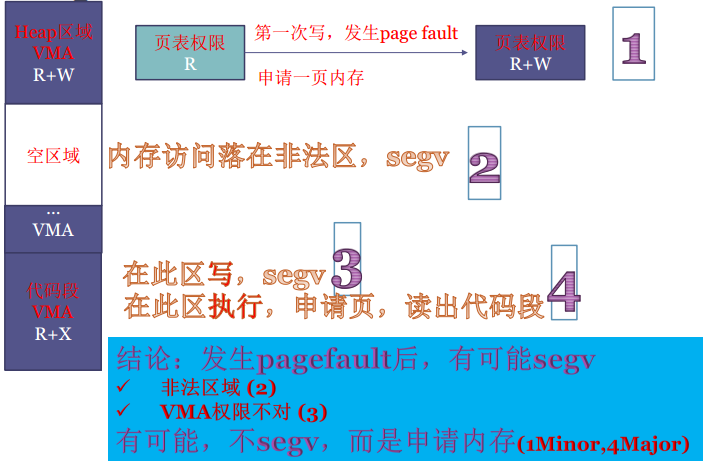 Heap区域
VMA
R+W
页表权限
R
第一次写，发生page fault
申请一页内存
页表权限
R+W
1
空区域
内存访问落在非法区，segv
2
...
VMA
代码段
VMA
R+X
在此区写，segv
3
在此区执行，申请页，读出代码段
4
结论：发生pagefault后，有可能segv
✓ 非法区域 (2)
✓ VMA权限不对 (3)
有可能，不segv，而是申请内存(1Minor,4Major)